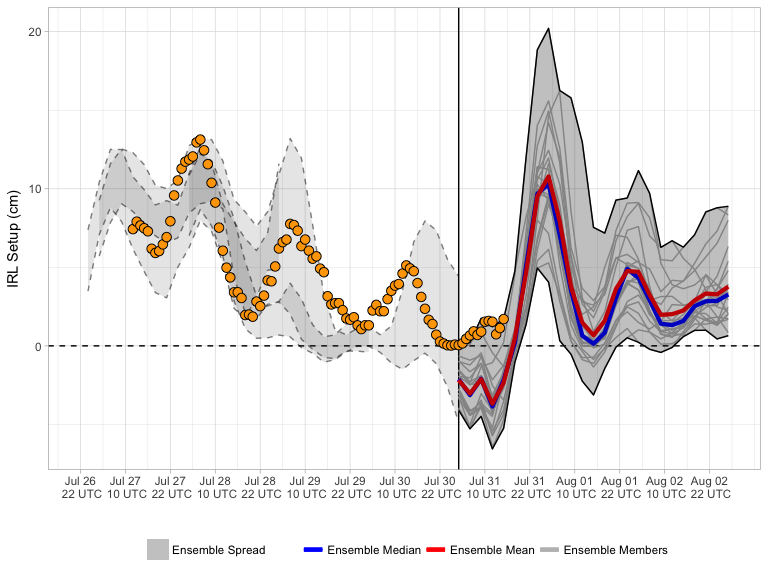 IRL Setup (cm)
20
10
0
Jul 26 Jul 27 Jul 27 Jul 28 Jul 28 Jul 29 Jul 29 Jul 30 Jul 30 Jul 31 Jul 31 Aug 01 Aug 01 Aug 02 Aug 02
22 UTC 10 UTC 22 UTC 10 UTC 22 UTC 10 UTC 22 UTC 10 UTC 22 UTC 10 UTC 22 UTC 10 UTC 22 UTC 10 UTC 22 UTC
Ensemble Spread Ensemble Median Ensemble Mean Ensemble Members